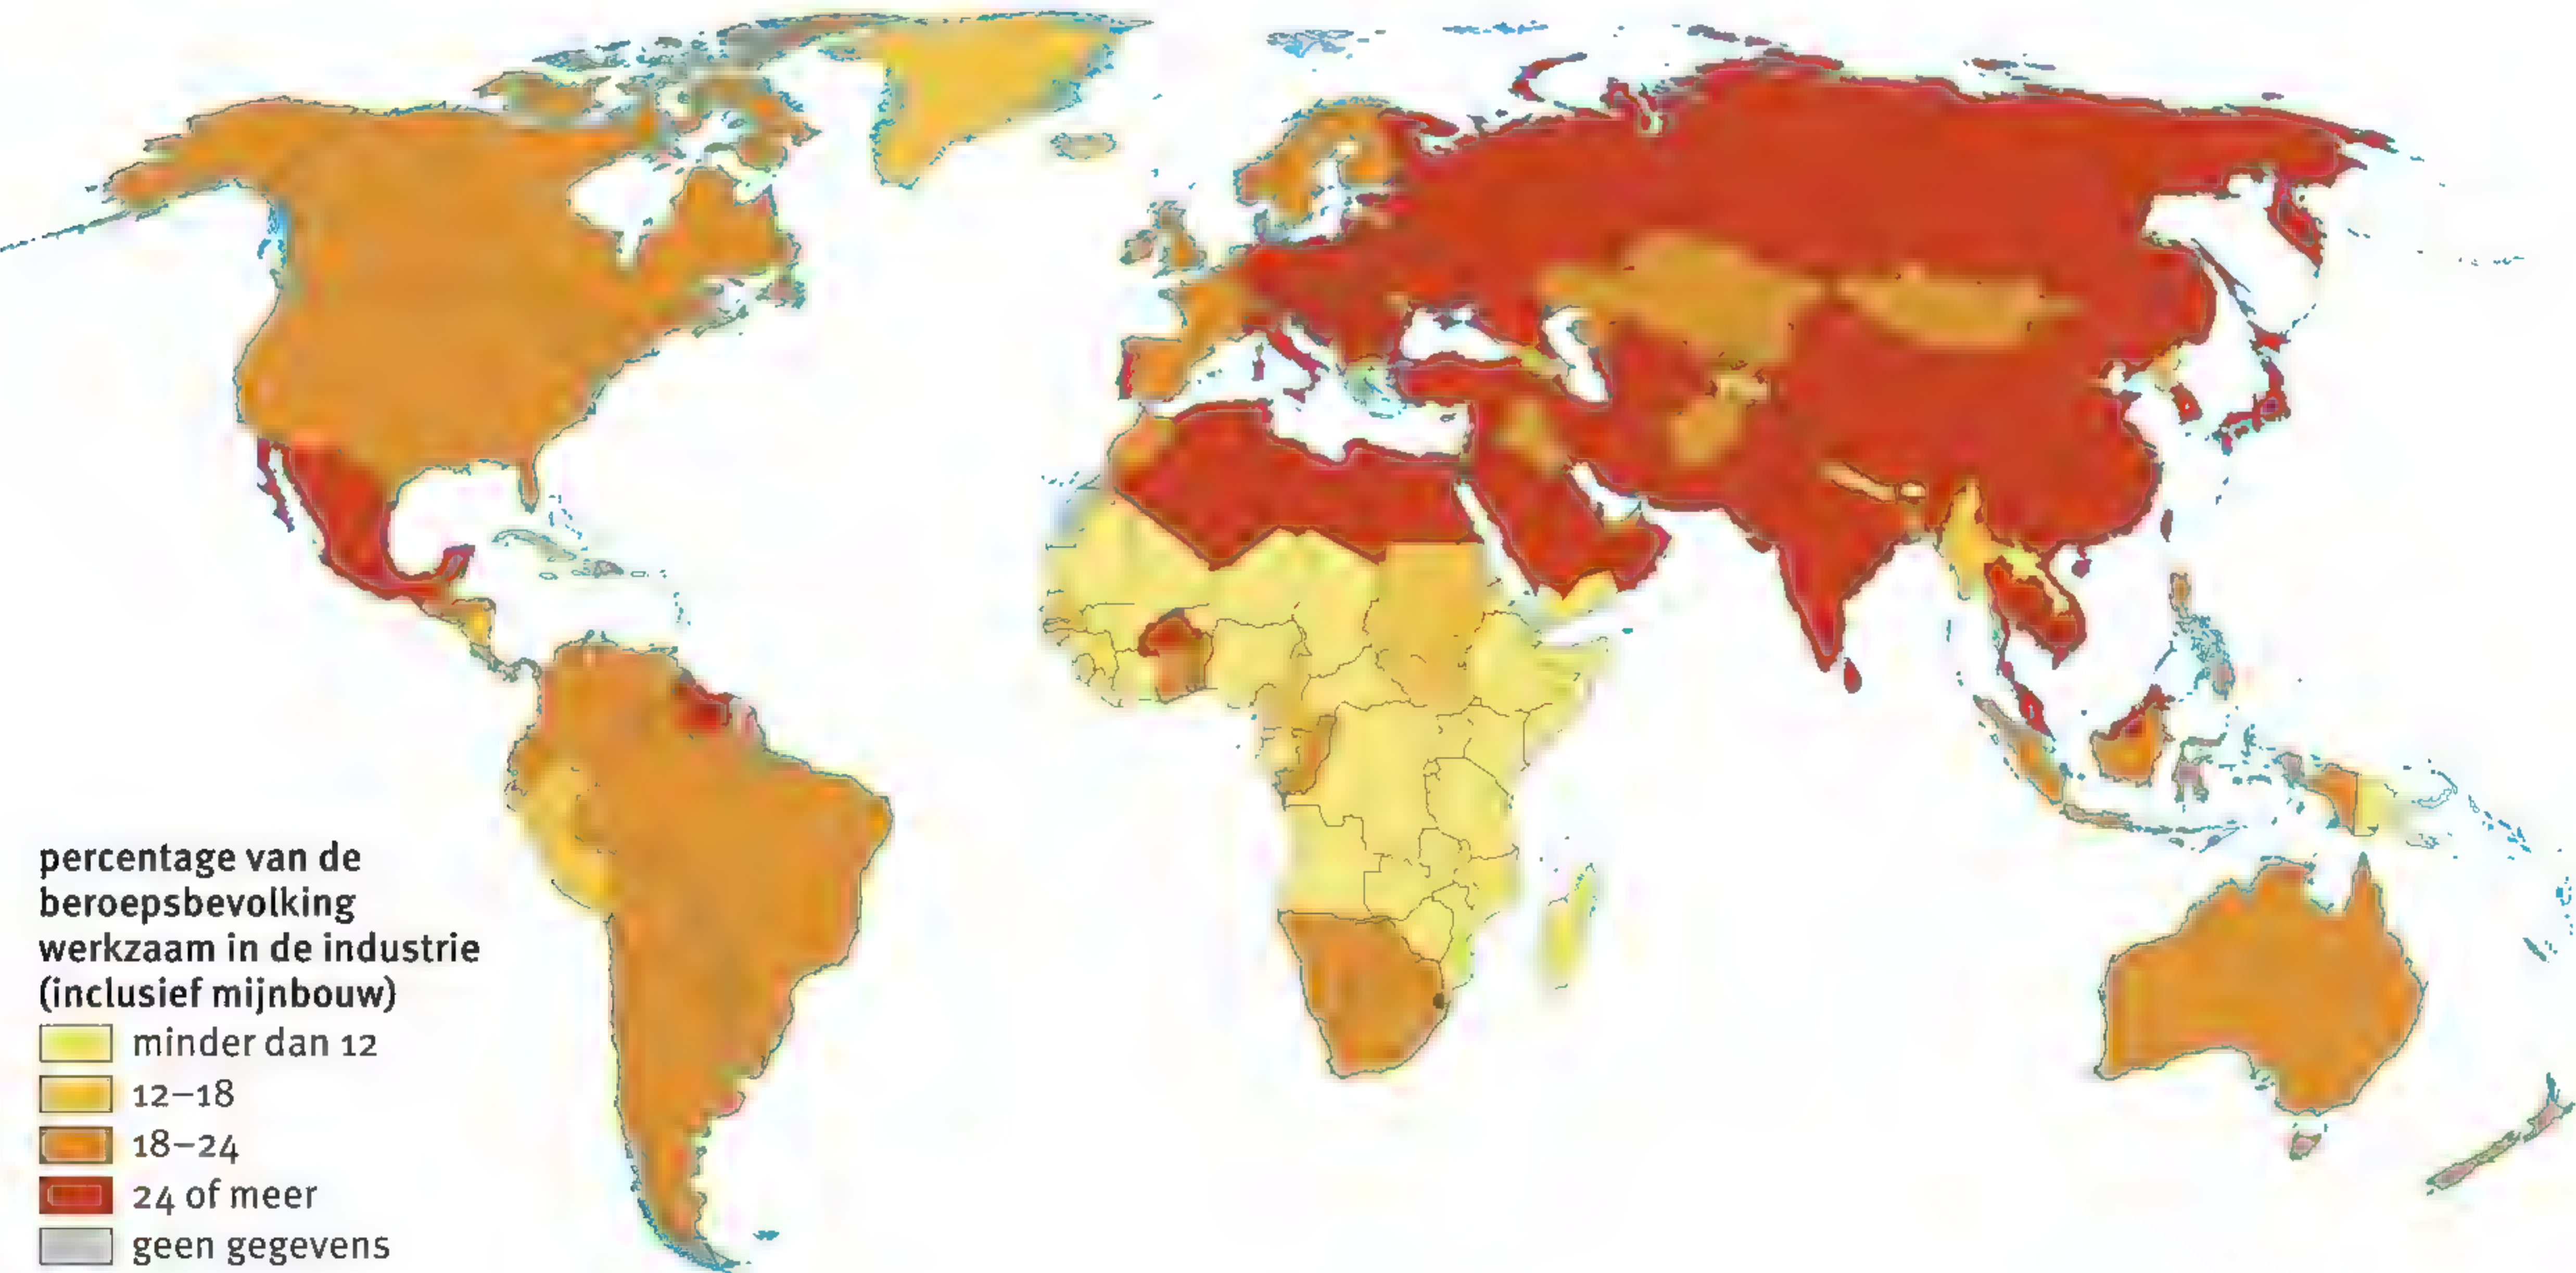 percentage van de
beroepsbevolking
werkzaam in de industrie
(inclusief mijnbouw)
minder dan 12
12–18
18–24
24 of meer
geen gegevens